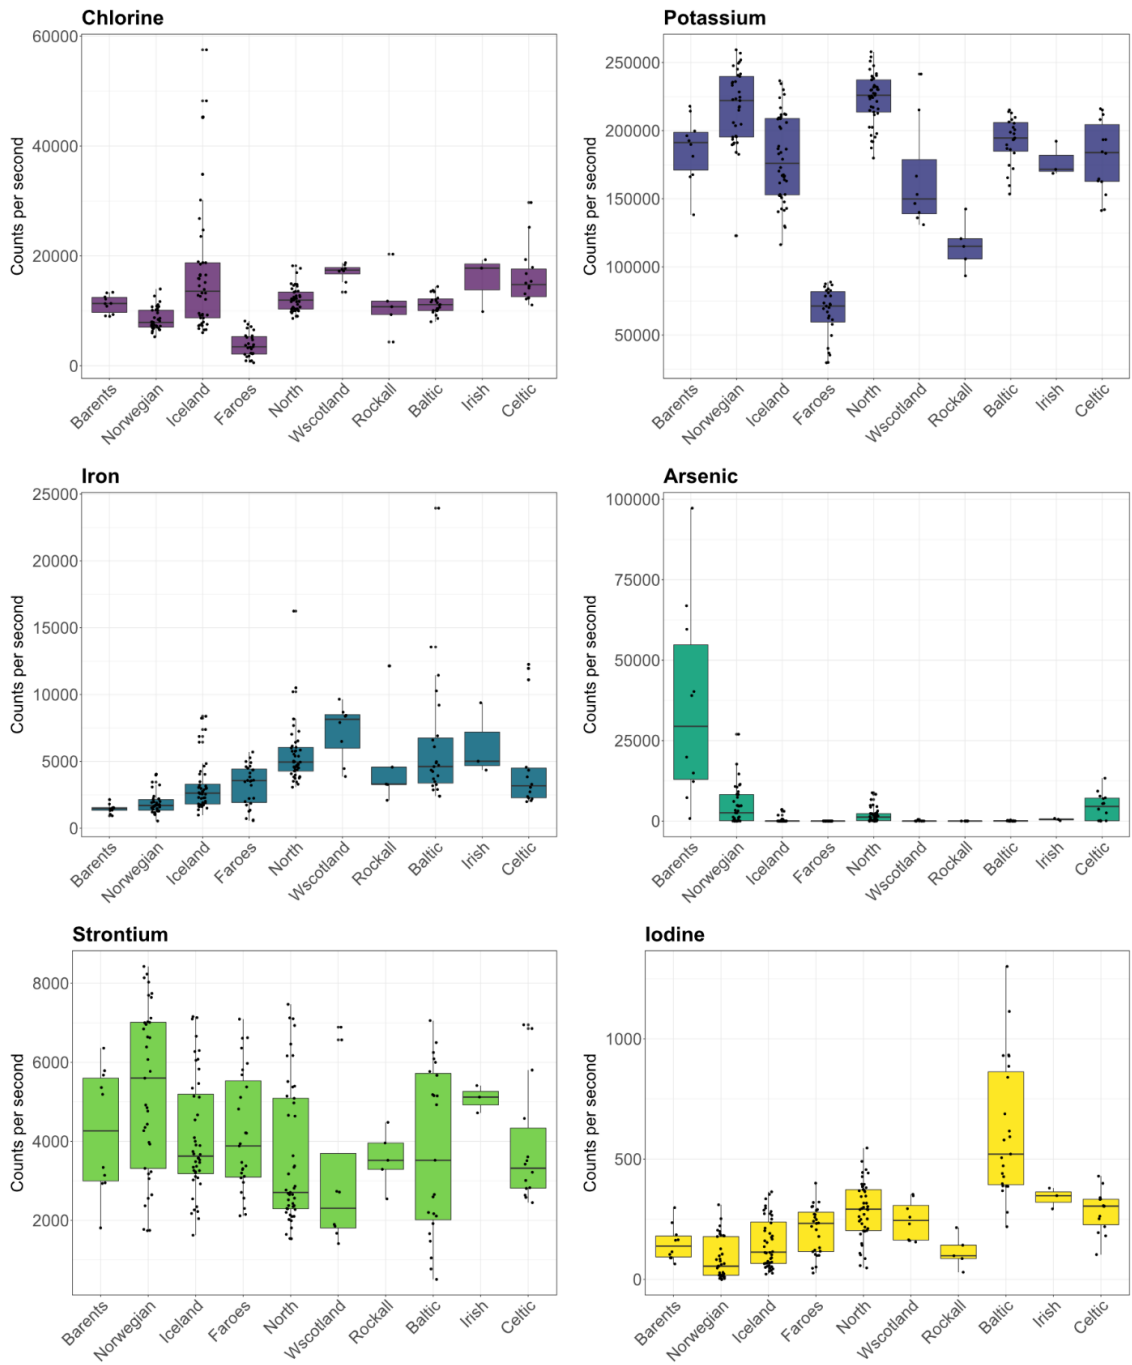 Chlorine
Counts per second
60000
40000
20000
0
Barents
Norwegian
Iceland
Faroes
North
Wscotland
Rockall
Baltic
Irish
Celtic
Potassium
Counts per second
250000
200000
150000
100000
50000
Barents
Norwegian
Iceland
Faroes
North
Wscotland
Rockall
Baltic
Irish
Celtic
Iron
Counts per second
25000
20000
15000
10000
5000
0
Barents
Norwegian
Iceland
Faroes
North
Wscotland
Rockall
Baltic
Irish
Celtic
Arsenic
Counts per second
100000
75000
50000
25000
0
Barents
Norwegian
Iceland
Faroes
North
Wscotland
Rockall
Baltic
Irish
Celtic
Strontium
Counts per second
8000
6000
4000
2000
Barents
Norwegian
Iceland
Faroes
North
Wscotland
Rockall
Baltic
Irish
Celtic
Iodine
Counts per second
1000
500
0
Barents
Norwegian
Iceland
Faroes
North
Wscotland
Rockall
Baltic
Irish
Celtic